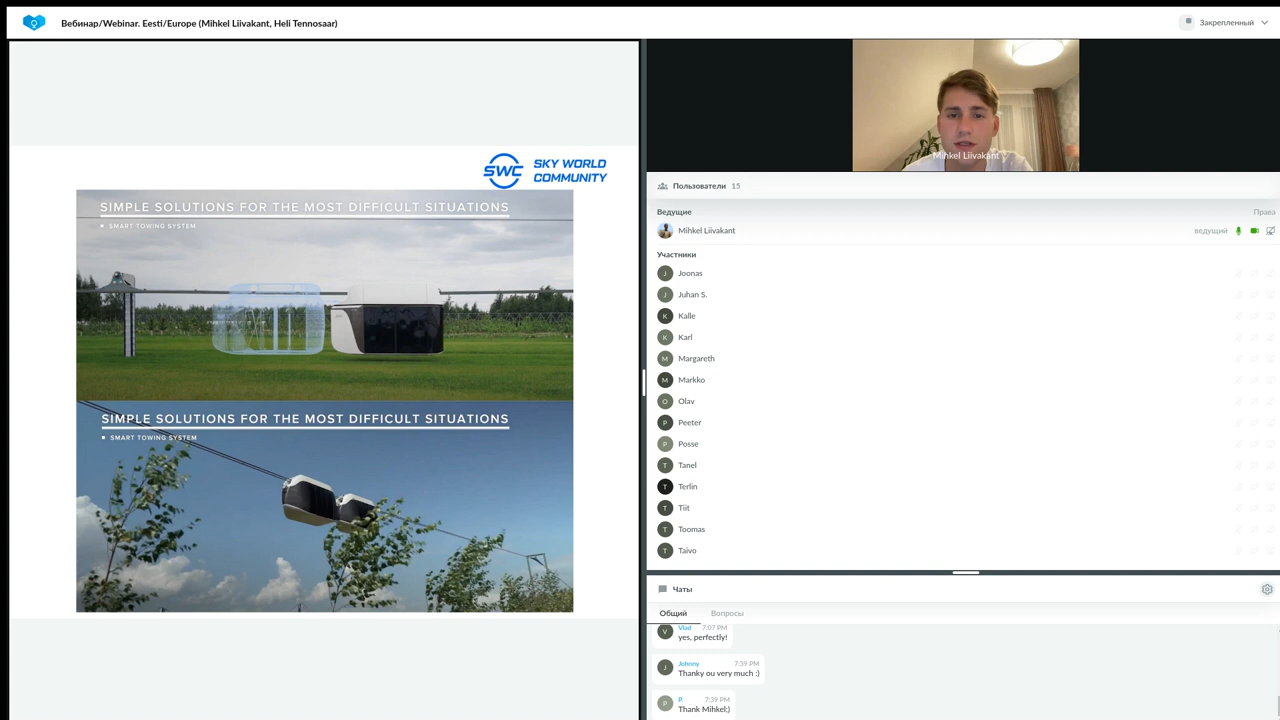 Вебинар/Webinar. Eesti/Europe (Mihkel Liivakant, Heli Tennosaar)
Закрепленный
SWC SKY WORLD
COMMUNITY
SIMPLE SOLUTIONS FOR THE MOST DIFFICULT SITUATIONS
SMART TOWING SYSTEM
SIMPLE SOLUTIONS FOR THE MOST DIFFICULT SITUATIONS
SMART TOWING SYSTEM
Mihkel Liivakant
Пользователи 15
Ведущие Права
Mihkel Liivakant ведущий
Участники
J Joonas
J Juhan S.
K Kalle
K Karl
M Margareth
M Markko
O Olav
P Peeter
P Posse
T Tanel
T Terlin
T Tiit
T Toomas
T Taivo
Чаты
Общий Вопросы
V Vlad 7:07 PM
yes, perfectly!
J Johnny 7:39 PM
Thanky ou very much :)
P P. 7:39 PM
Thank Mihkel;)